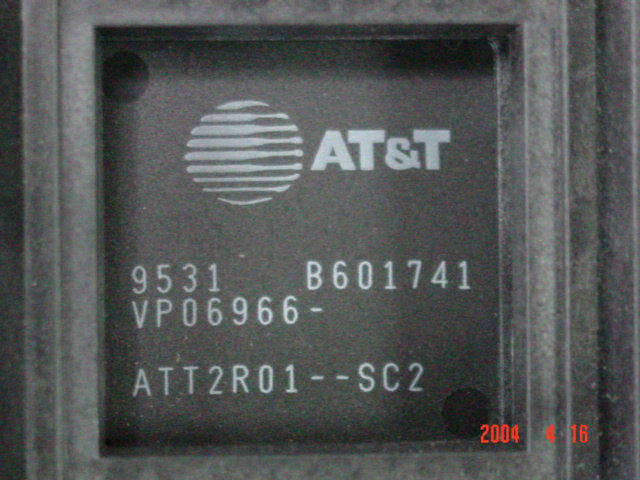 AT&T
9531 B601741
VP06966-
ATT2R01--SC2
2004 4 16